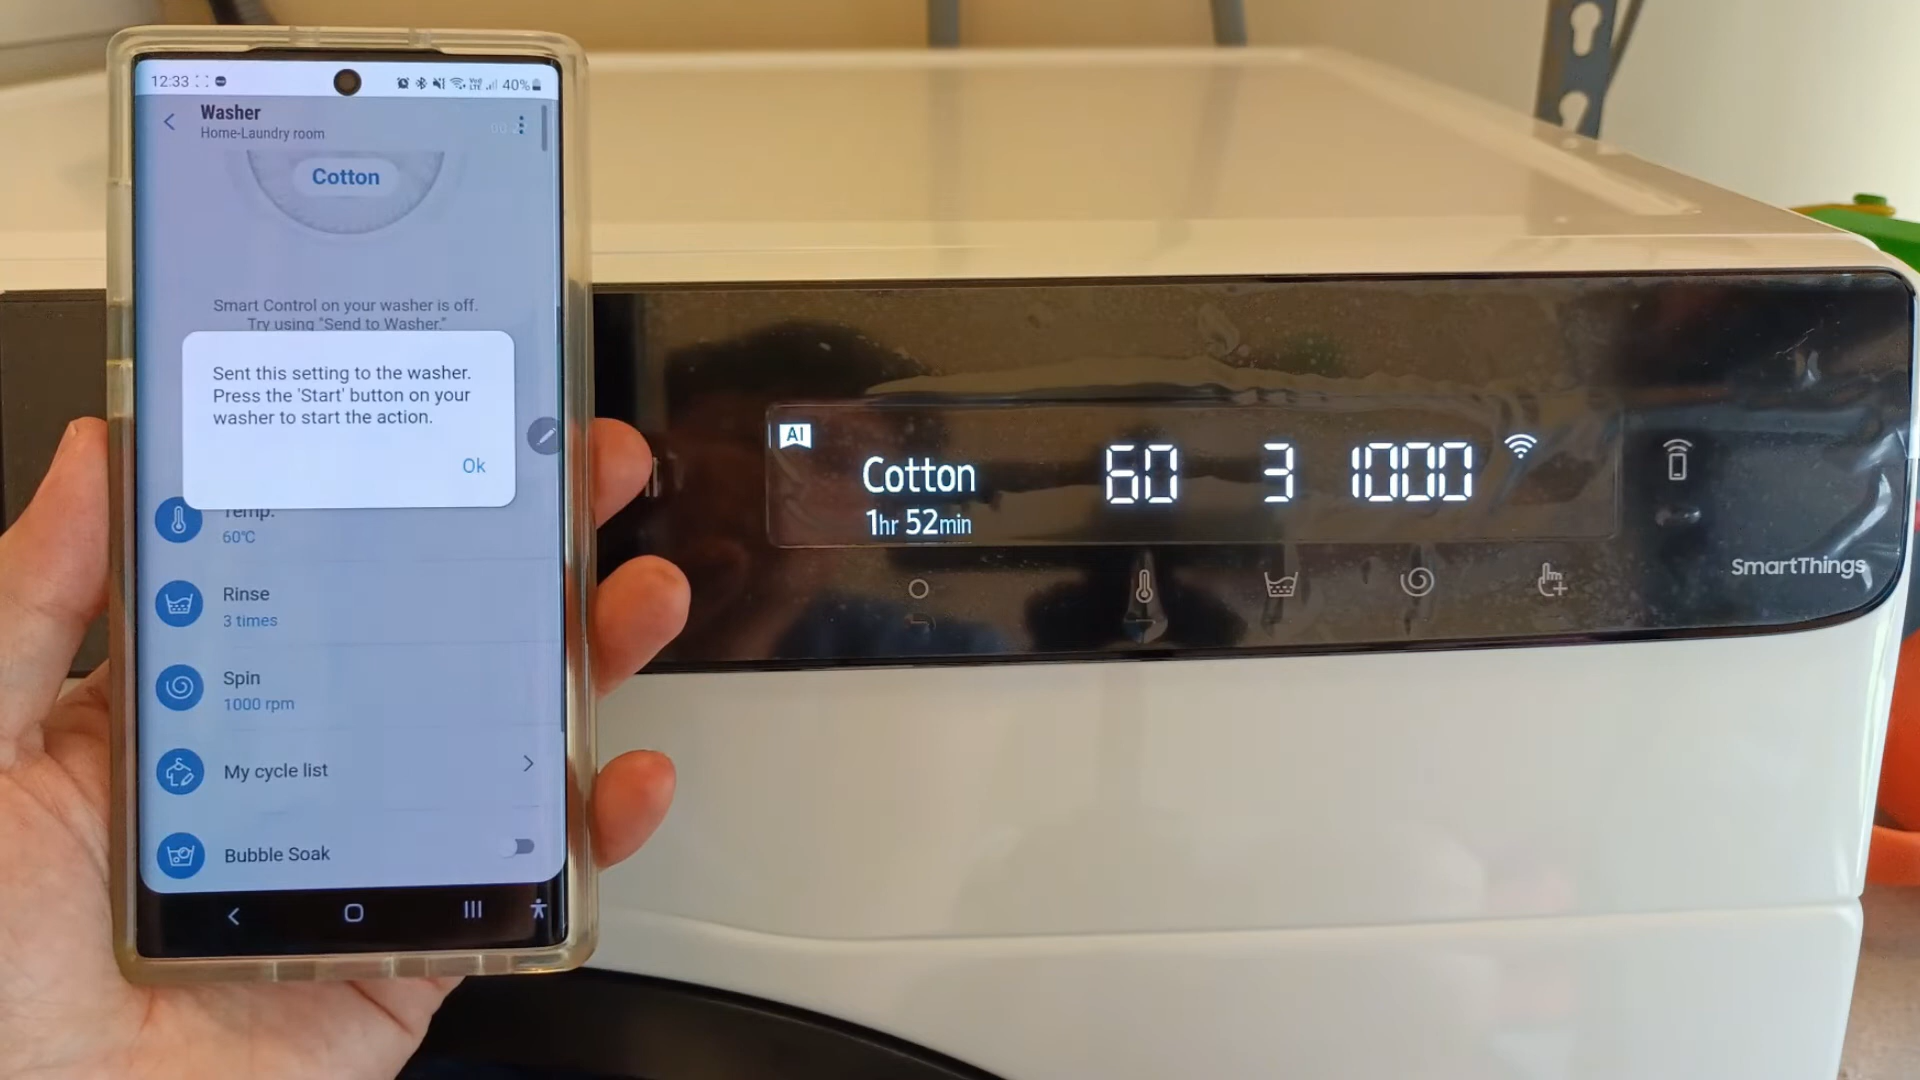 12:33
40%
Washer
Home-Laundry room
Cotton
Smart Control on your washer is off.
Try using "Send to Washer."
Sent this setting to the washer.
Press the 'Start' button on your
washer to start the action.
Ok
Temp.
60°C
Rinse
3 times
Spin
1000 rpm
My cycle list
Bubble Soak
AI
Cotton
60
3
1000
1hr 52min
SmartThings